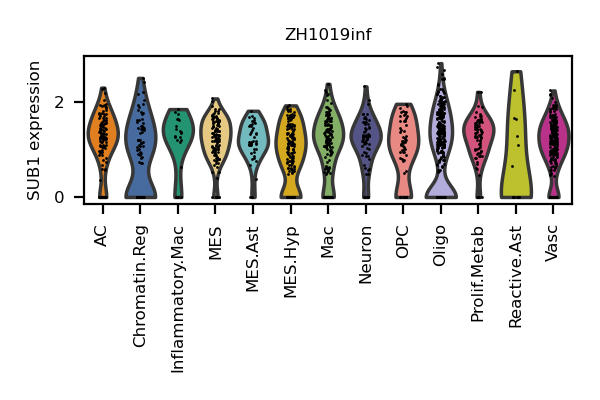 ZH1019inf
SUB1 expression
2
0
AC
Chromatin.Reg
Inflammatory.Mac
MES
MES.Ast
MES.Hyp
Mac
Neuron
OPC
Oligo
Prolif.Metab
Reactive.Ast
Vasc